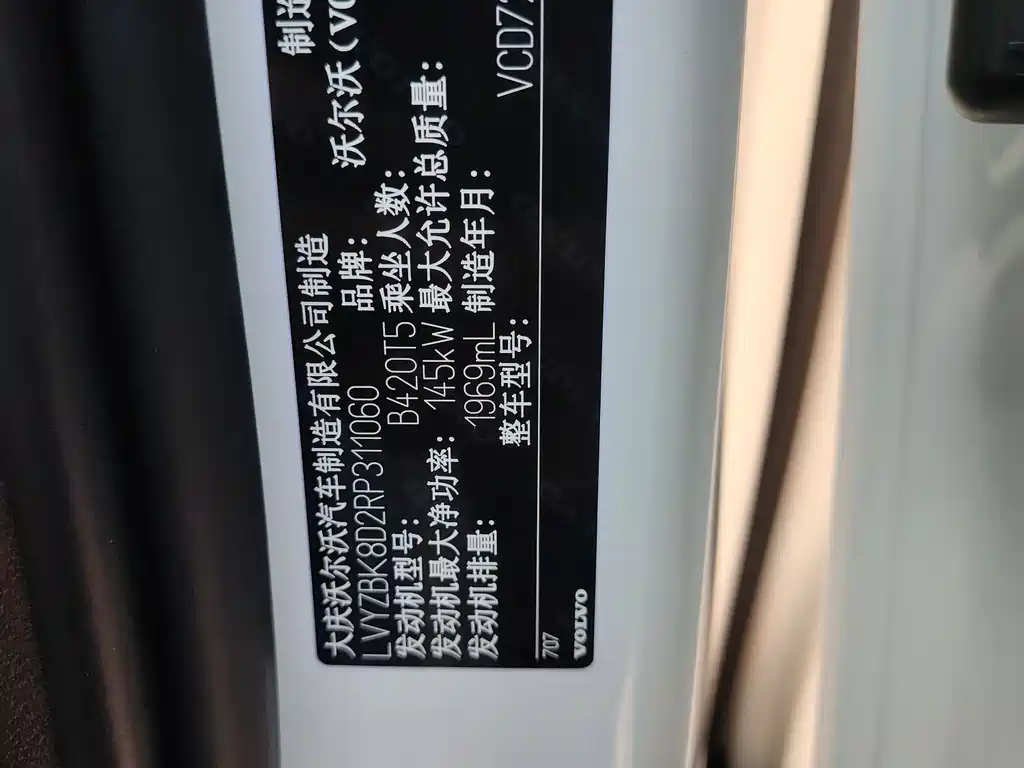 大庆沃尔沃汽车制造有限公司制造 制造
LVYZBK8D2RP311060 品牌: 沃尔沃(VO
发动机型号: B420T5 乘坐人数:
发动机最大净功率: 145kW 最大允许总质量:
发动机排量: 1969mL 制造年月:
整车型号: VCD7
707
VOLVO